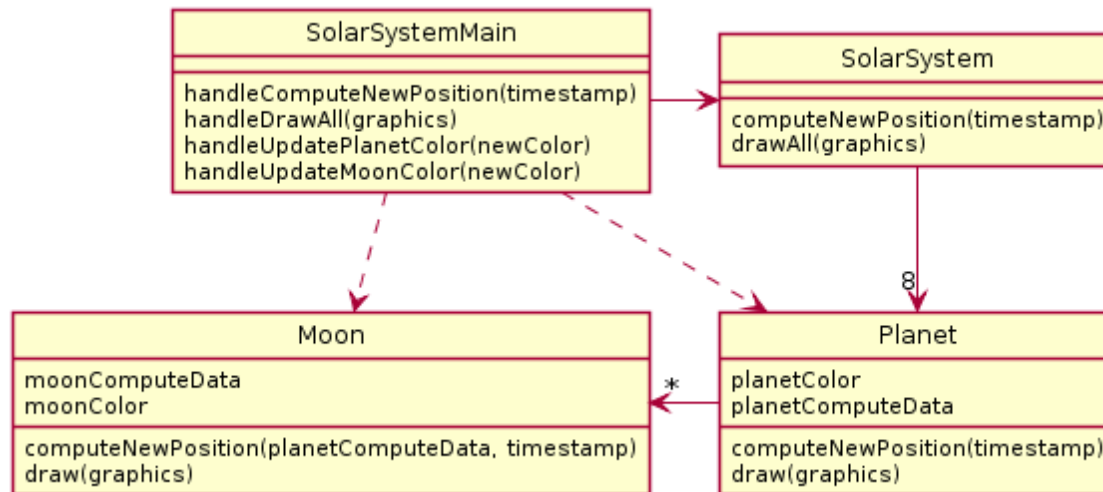 SolarSystemMain
handleComputeNewPosition(timestamp)
handleDrawAll(graphics)
handleUpdatePlanetColor(newColor)
handleUpdateMoonColor(newColor)
SolarSystem
computeNewPosition(timestamp)
drawAll(graphics)
8
Moon
moonComputeData
moonColor
computeNewPosition(planetComputeData, timestamp)
draw(graphics)
*
Planet
planetColor
planetComputeData
computeNewPosition(timestamp)
draw(graphics)